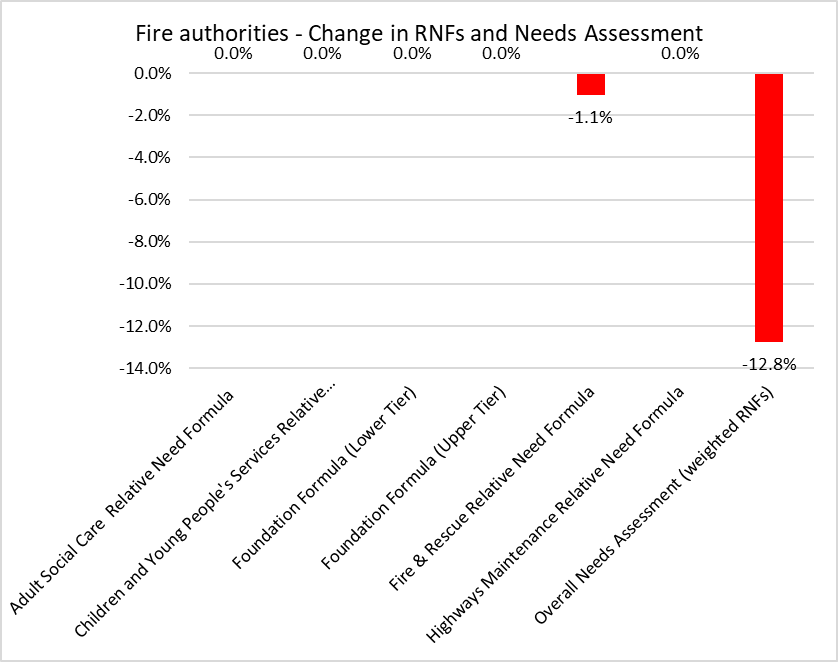 Fire authorities - Change in RNFs and Needs Assessment
0.0% 0.0% 0.0% 0.0% 0.0%
0.0%
-2.0%
-1.1%
-4.0%
-6.0%
-8.0%
-10.0%
-12.0%
-14.0%
-12.8%
Adult Social Care  Relative Need Formula
Children and Young People's Services Relative…
Foundation Formula (Lower Tier)
Foundation Formula (Upper Tier)
Fire & Rescue Relative Need Formula
Highways Maintenance Relative Need Formula
Overall Needs Assessment (weighted RNFs)